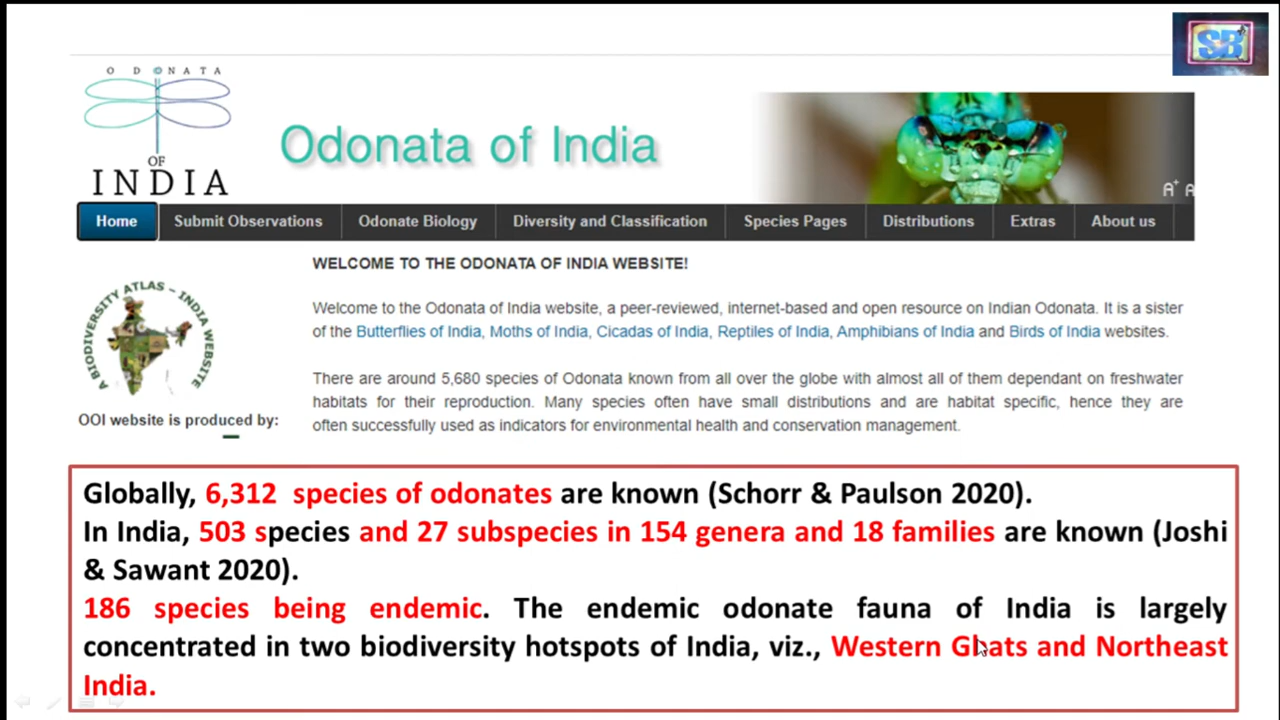 SB
O D O N A T A
OF
INDIA
Odonata of India
A+ A
Home Submit Observations Odonate Biology Diversity and Classification Species Pages Distributions Extras About us
WELCOME TO THE ODONATA OF INDIA WEBSITE!
A BIODIVERSITY ATLAS – INDIA WEBSITE
Welcome to the Odonata of India website, a peer-reviewed, internet-based and open resource on Indian Odonata. It is a sister
of the Butterflies of India, Moths of India, Cicadas of India, Reptiles of India, Amphibians of India and Birds of India websites.
There are around 5,680 species of Odonata known from all over the globe with almost all of them dependant on freshwater
habitats for their reproduction. Many species often have small distributions and are habitat specific, hence they are
often successfully used as indicators for environmental health and conservation management.
OOI website is produced by:
Globally, 6,312 species of odonates are known (Schorr & Paulson 2020).
In India, 503 species and 27 subspecies in 154 genera and 18 families are known (Joshi
& Sawant 2020).
186 species being endemic. The endemic odonate fauna of India is largely
concentrated in two biodiversity hotspots of India, viz., Western Ghats and Northeast
India.